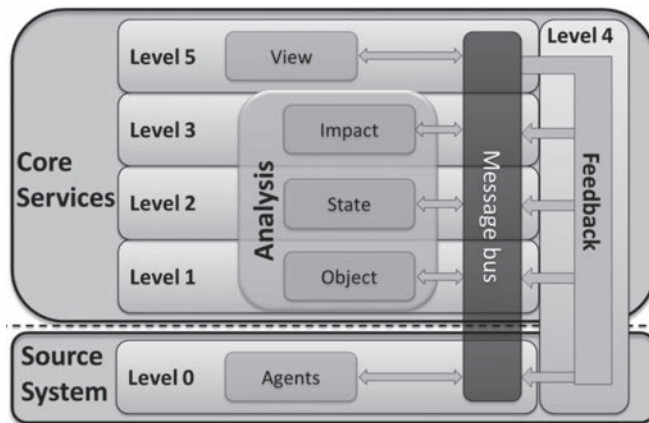 Level 4
Level 5
View
Level 3
Impact
Core
Services
Level 2
State
Analysis
Message bus
Feedback
Level 1
Object
Source
System
Level 0
Agents